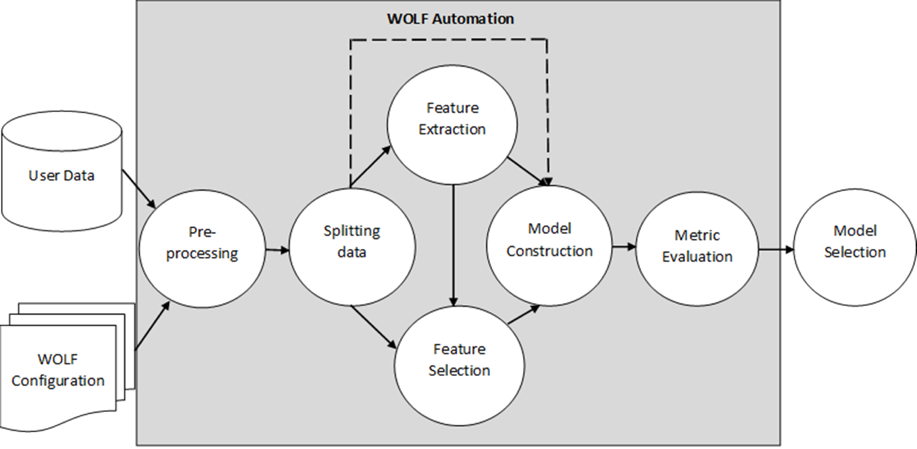 WOLF Automation
Feature
Extraction
User Data
Pre-
processing
Splitting
data
Model
Construction
Metric
Evaluation
Model
Selection
Feature
Selection
WOLF
Configuration